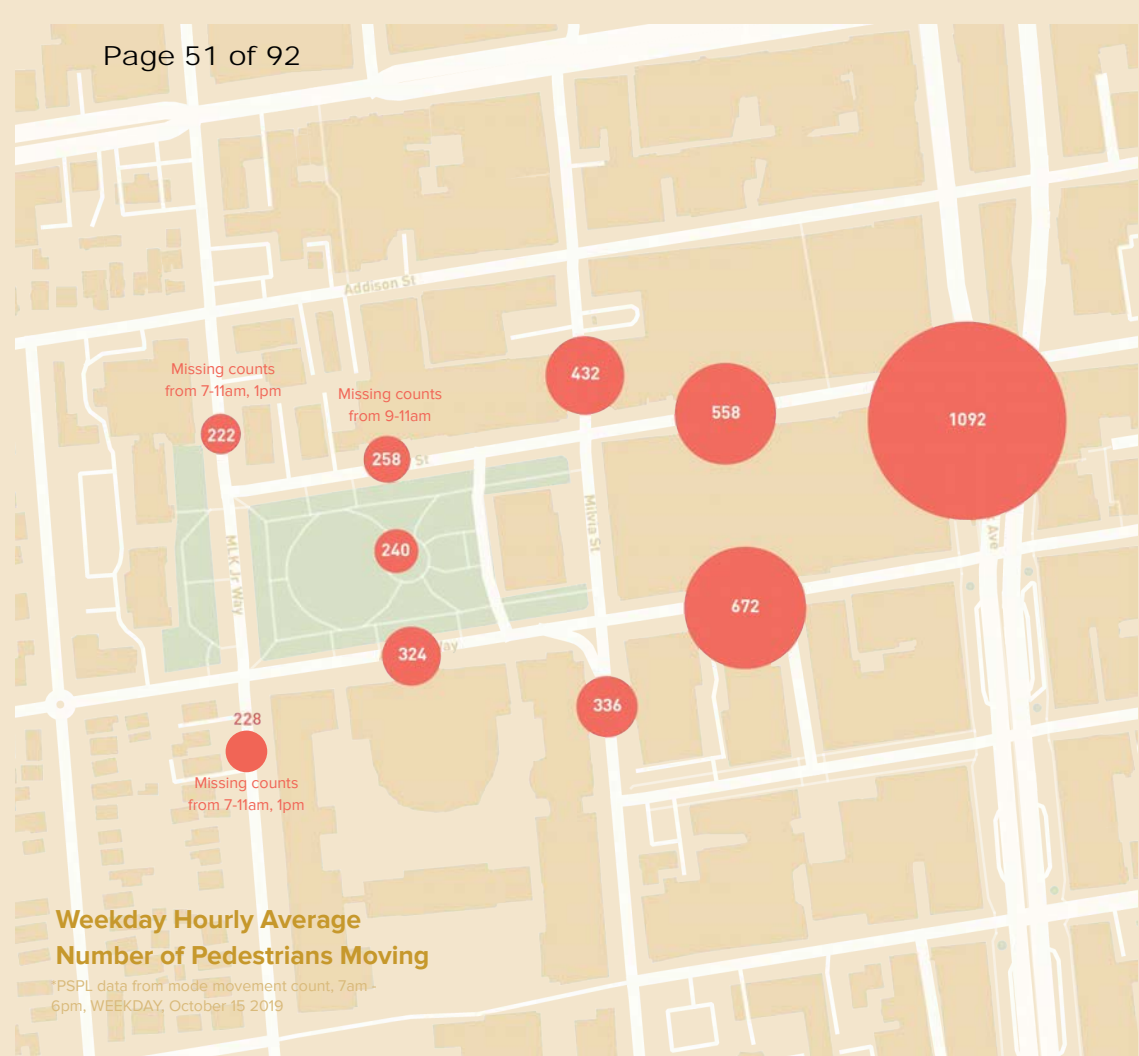 Page 51 of 92
Addison St
Missing counts
from 7-11am, 1pm
Missing counts
from 9-11am
432
558
1092
222
258
St
Milvia St
Ave
240
MLK Jr Way
672
324
336
228
Missing counts
from 7-11am, 1pm
Weekday Hourly Average
Number of Pedestrians Moving
*PSPL data from mode movement count, 7am -
6pm, WEEKDAY, October 15 2019